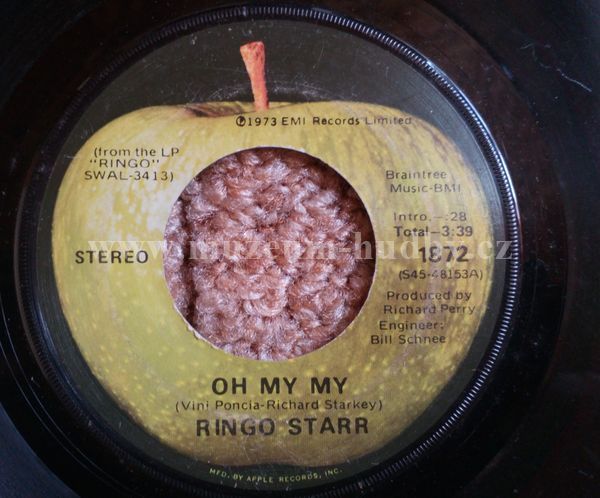 ℗1973 EMI Records Limited
(from the LP
"RINGO"
SWAL-3413)
Braintree
Music-BMI
Intro.-:28
Total-3:39
STEREO
1872
(S45-48153A)
Produced by
Richard Perry
Engineer:
Bill Schnee
www.muzeum-hudby.cz
OH MY MY
(Vini Poncia-Richard Starkey)
RINGO STARR
MFD. BY APPLE RECORDS, INC.